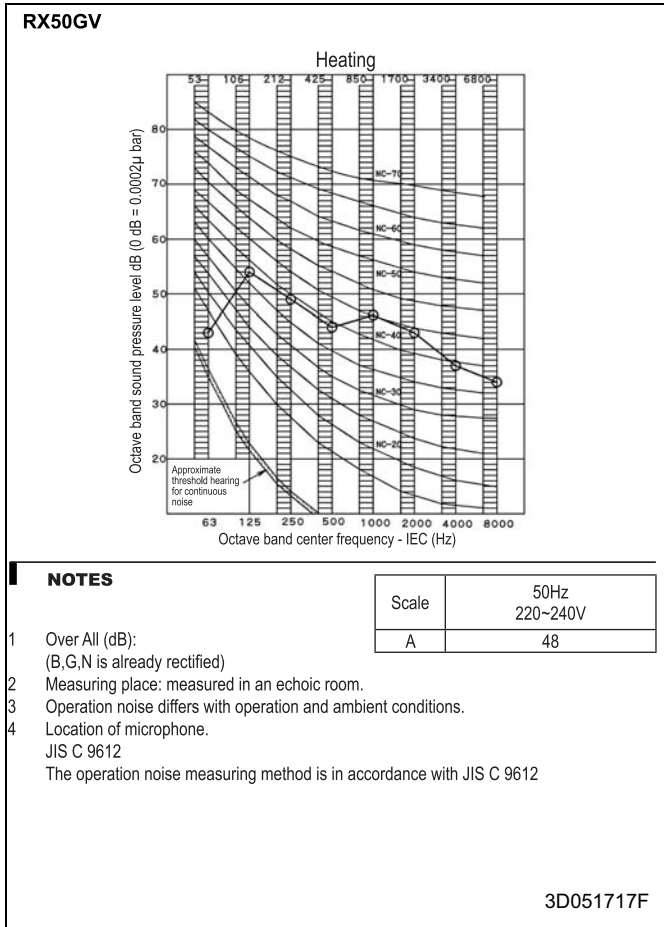 RX50GV
Heating
53 106 212 425 850 1700 3400 6800
Octave band sound pressure level dB (0 dB = 0.0002µ bar)
80
70
60
50
40
30
20
NC-70
NC-60
NC-50
NC-40
NC-30
NC-20
Approximate
threshold hearing
for continuous
noise
63 125 250 500 1000 2000 4000 8000
Octave band center frequency - IEC (Hz)
NOTES
Scale
50Hz
220~240V
A 48
1 Over All (dB):
(B,G,N is already rectified)
2 Measuring place: measured in an echoic room.
3 Operation noise differs with operation and ambient conditions.
4 Location of microphone.
JIS C 9612
The operation noise measuring method is in accordance with JIS C 9612
3D051717F